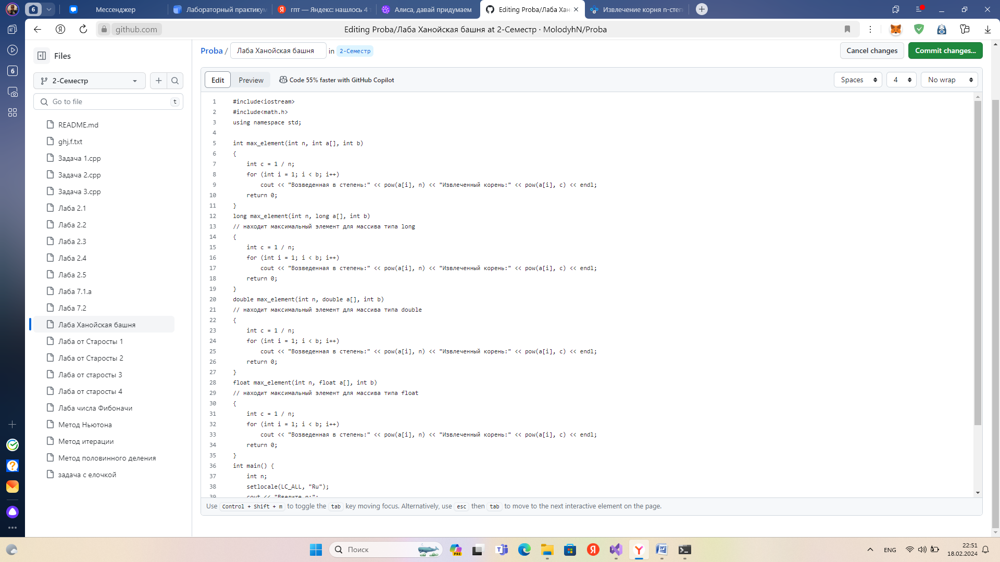 6
Мессенджер
Лабораторный практикум
гпт — Яндекс: нашлось 4 т
Алиса, давай придумаем
Editing Proba/Лаба Хан
Извлечение корня n-степ
github.com
Editing Proba/Лаба Ханойская башня at 2-Семестр · MolodyhN/Proba
6
Files
2-Семестр
Go to file
t
README.md
ghj,f.txt
Задача 1.cpp
Задача 2.cpp
Задача 3.cpp
Лаба 2.1
Лаба 2.2
Лаба 2.3
Лаба 2.4
Лаба 2.5
Лаба 7.1.a
Лаба 7.2
Лаба Ханойская башня
Лаба от Старосты 1
Лаба от Старосты 2
Лаба от старосты 3
Лаба от старосты 4
Лаба числа Фибоначи
Метод Ньютона
Метод итерации
Метод половинного деления
задача с елочкой
Proba / Лаба Ханойская башня in 2-Семестр
Cancel changes
Commit changes...
Edit
Preview
Code 55% faster with GitHub Copilot
Spaces
4
No wrap
1 #include<iostream>
2 #include<math.h>
3 using namespace std;
4
5 int max_element(int n, int a[], int b)
6 {
7     int c = 1 / n;
8     for (int i = 1; i < b; i++)
9         cout << "Возведенная в степень:" << pow(a[i], n) << "Извлеченный корень:" << pow(a[i], c) << endl;
10     return 0;
11 }
12 long max_element(int n, long a[], int b)
13 // находит максимальный элемент для массива типа long
14 {
15     int c = 1 / n;
16     for (int i = 1; i < b; i++)
17         cout << "Возведенная в степень:" << pow(a[i], n) << "Извлеченный корень:" << pow(a[i], c) << endl;
18     return 0;
19 }
20 double max_element(int n, double a[], int b)
21 // находит максимальный элемент для массива типа double
22 {
23     int c = 1 / n;
24     for (int i = 1; i < b; i++)
25         cout << "Возведенная в степень:" << pow(a[i], n) << "Извлеченный корень:" << pow(a[i], c) << endl;
26     return 0;
27 }
28 float max_element(int n, float a[], int b)
29 // находит максимальный элемент для массива типа float
30 {
31     int c = 1 / n;
32     for (int i = 1; i < b; i++)
33         cout << "Возведенная в степень:" << pow(a[i], n) << "Извлеченный корень:" << pow(a[i], c) << endl;
34     return 0;
35 }
36 int main() {
37     int n;
38     setlocale(LC_ALL, "Ru");
39     cout << "Введите n:";
Use Control + Shift + m to toggle the tab key moving focus. Alternatively, use esc then tab to move to the next interactive element on the page.
Поиск
PRE
ENG
22:51
18.02.2024